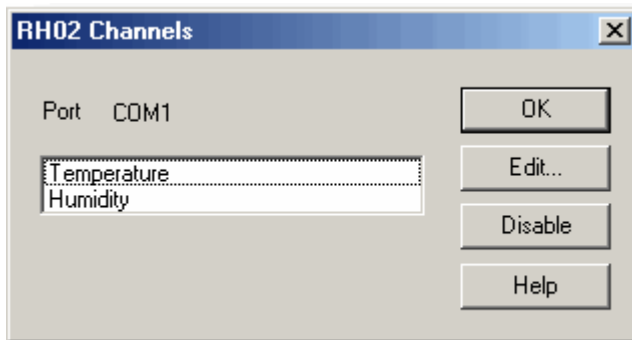 RH02 Channels
Port COM1
Temperature
Humidity
OK
Edit...
Disable
Help